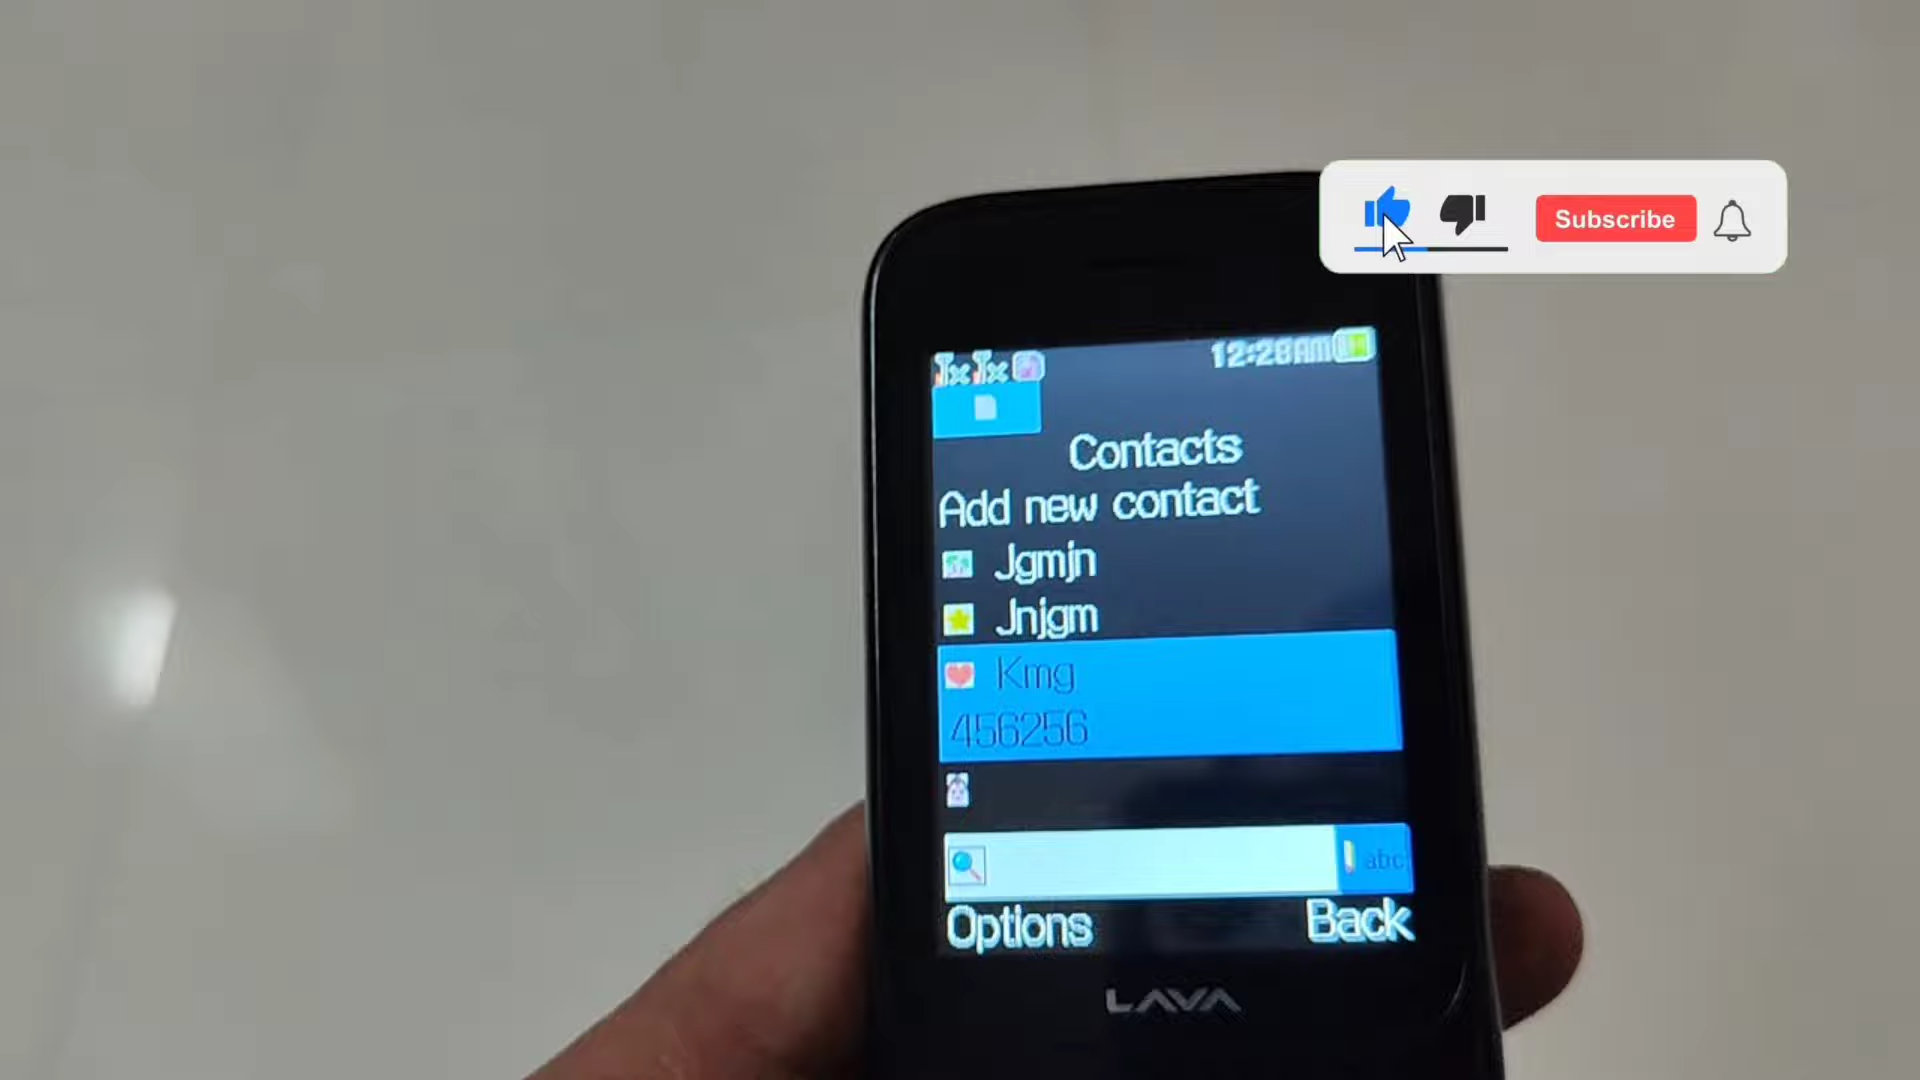 Subscribe
12:28AM
Contacts
Add new contact
Jgmjn
Jnjgm
Kmg
456256
abc
Options
Back
LAVA